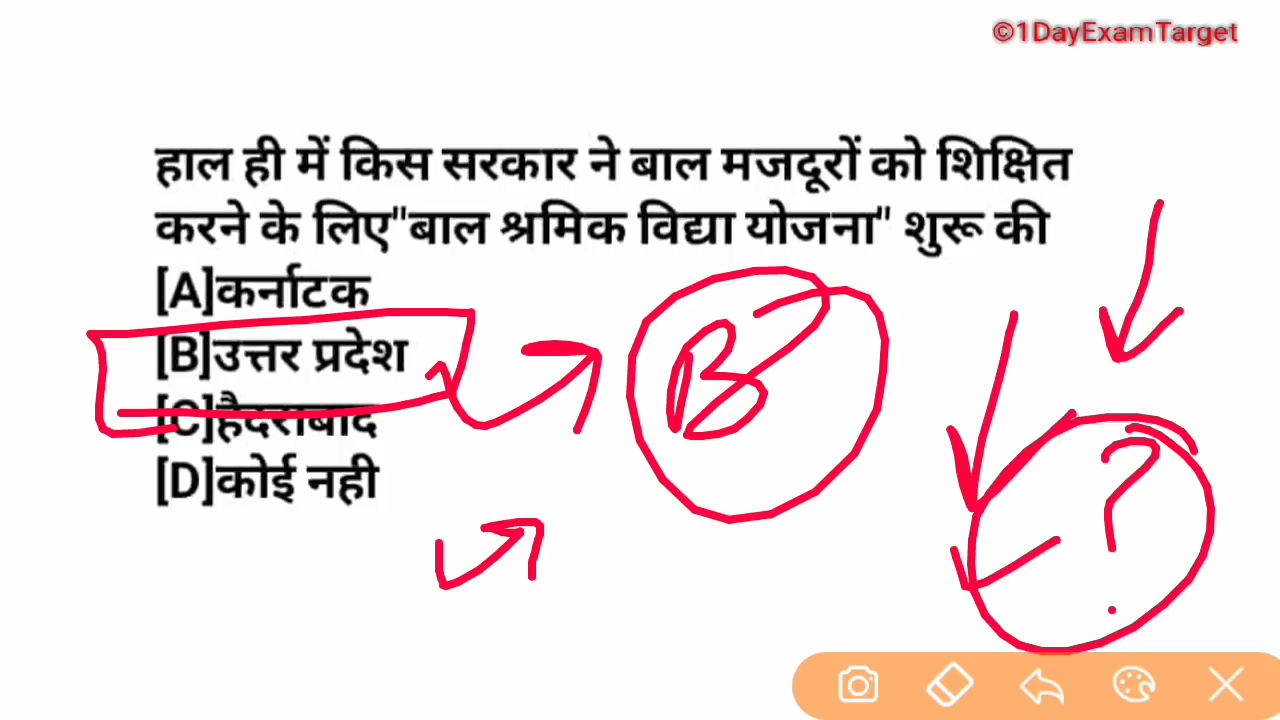 ©1DayExamTarget
हाल ही में किस सरकार ने बाल मजदूरों को शिक्षित
करने के लिए"बाल श्रमिक विद्या योजना" शुरू की
[A]कर्नाटक
[B]उत्तर प्रदेश
[C]हैदराबाद
[D]कोई नही
B
?